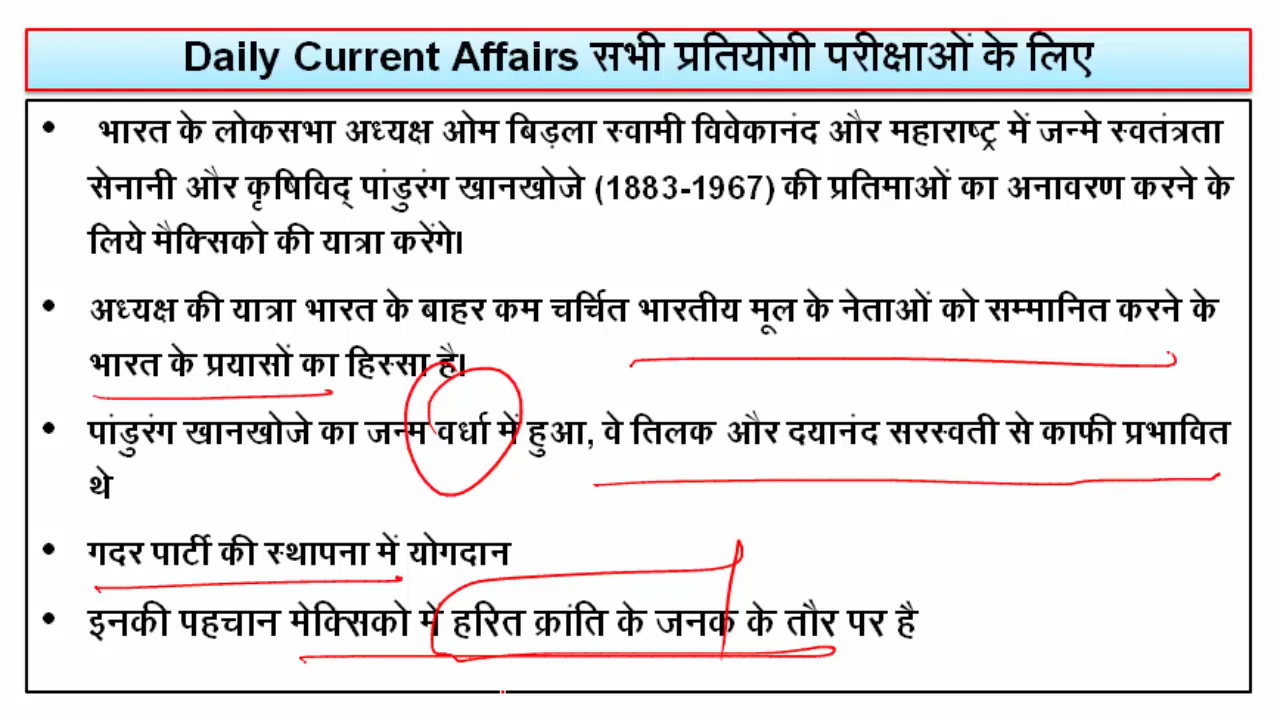 Daily Current Affairs सभी प्रतियोगी परीक्षाओं के लिए
• भारत के लोकसभा अध्यक्ष ओम बिड़ला स्वामी विवेकानंद और महाराष्ट्र में जन्मे स्वतंत्रता
सेनानी और कृषिविद् पांडुरंग खानखोजे (1883-1967) की प्रतिमाओं का अनावरण करने के
लिये मैक्सिको की यात्रा करेंगे।
• अध्यक्ष की यात्रा भारत के बाहर कम चर्चित भारतीय मूल के नेताओं को सम्मानित करने के
भारत के प्रयासों का हिस्सा है।
• पांडुरंग खानखोजे का जन्म वर्धा में हुआ, वे तिलक और दयानंद सरस्वती से काफी प्रभावित
थे
• गदर पार्टी की स्थापना में योगदान
• इनकी पहचान मेक्सिको मे हरित क्रांति के जनक के तौर पर है